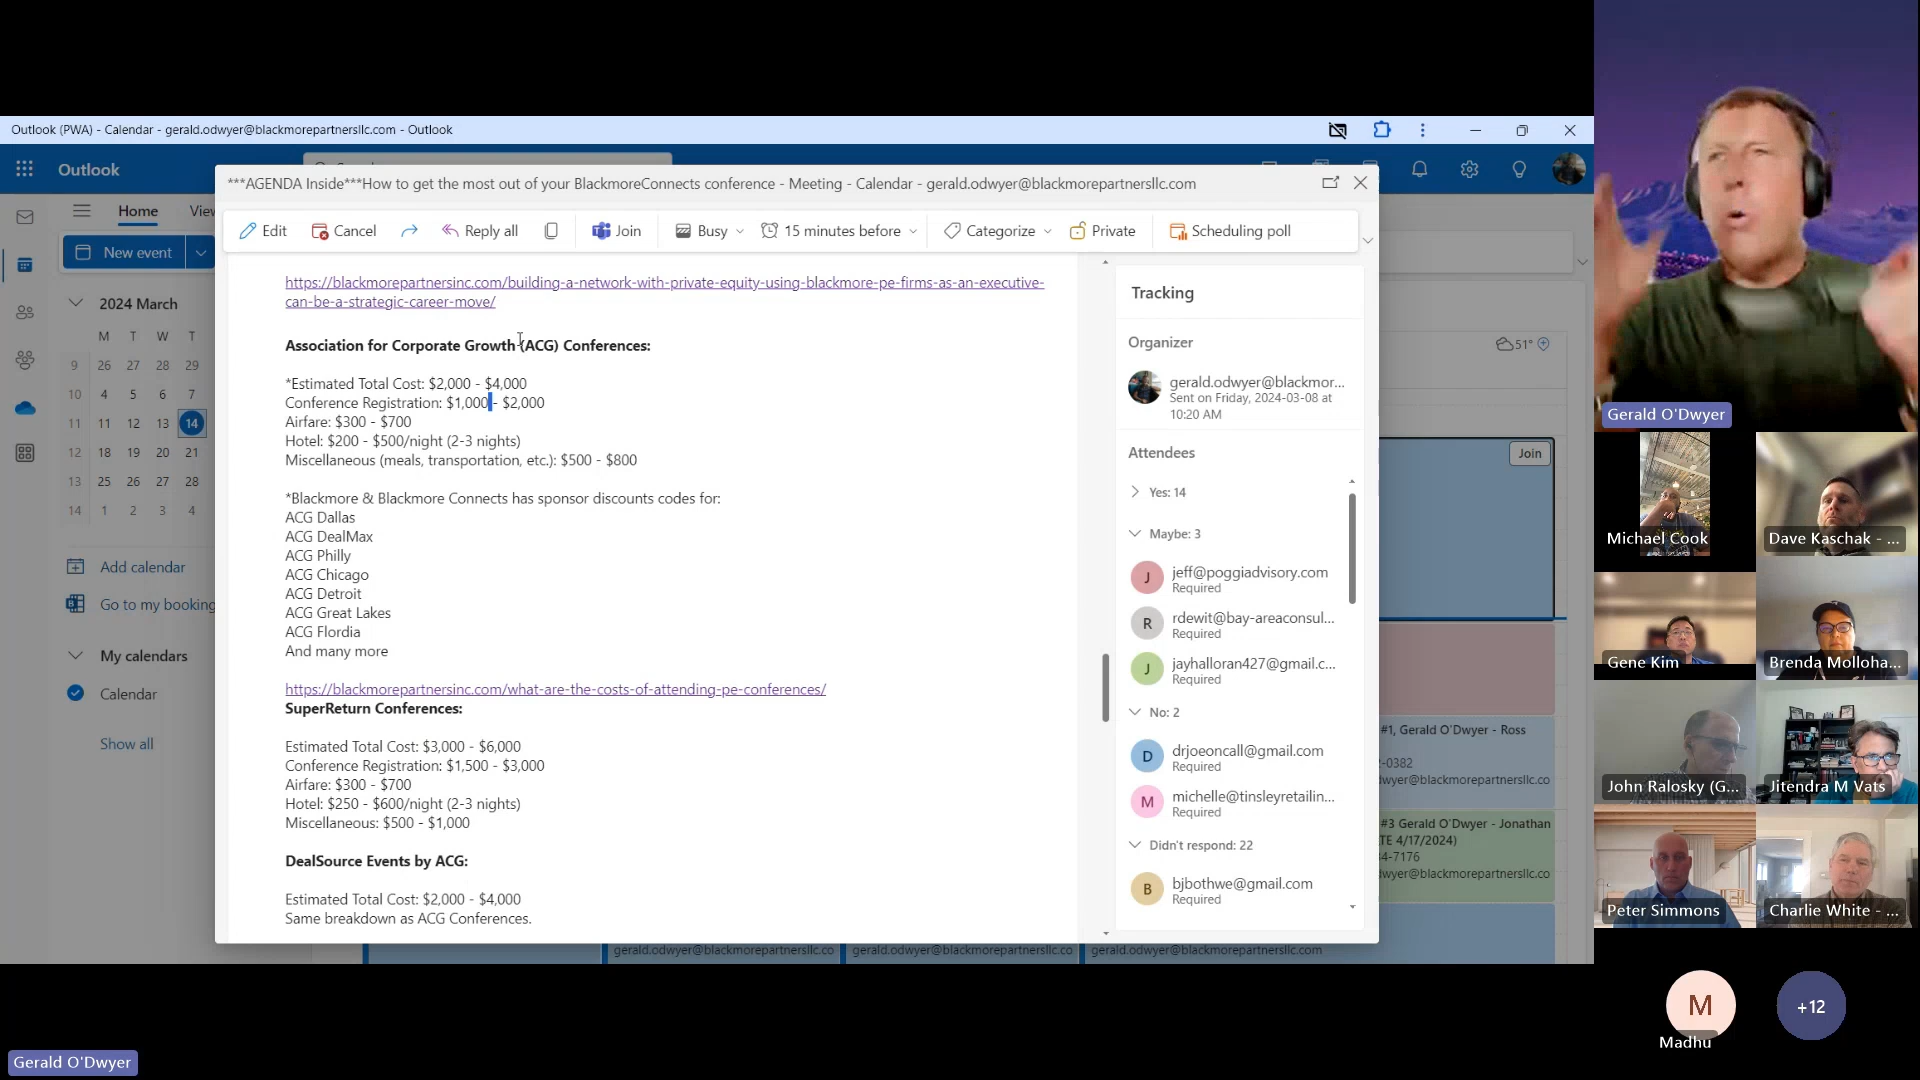 Outlook (PWA) - Calendar - gerald.odwyer@blackmorepartnersllc.com - Outlook
Outlook
***AGENDA Inside***How to get the most out of your BlackmoreConnects conference - Meeting - Calendar - gerald.odwyer@blackmorepartnersllc.com
Home
New event
Edit
Cancel
Reply all
Join
Busy
15 minutes before
Categorize
Private
Scheduling poll
2024 March
M T W T
9 26 27 28 29
10 4 5 6 7
11 11 12 13 14
12 18 19 20 21
13 25 26 27 28
14 1 2 3 4
Add calendar
Go to my booking
My calendars
Calendar
Show all
https://blackmorepartnersinc.com/building-a-network-with-private-equity-using-blackmore-pe-firms-as-an-executive-
can-be-a-strategic-career-move/
Association for Corporate Growth (ACG) Conferences:
*Estimated Total Cost: $2,000 - $4,000
Conference Registration: $1,000 - $2,000
Airfare: $300 - $700
Hotel: $200 - $500/night (2-3 nights)
Miscellaneous (meals, transportation, etc.): $500 - $800
*Blackmore & Blackmore Connects has sponsor discounts codes for:
ACG Dallas
ACG DealMax
ACG Philly
ACG Chicago
ACG Detroit
ACG Great Lakes
ACG Flordia
And many more
https://blackmorepartnersinc.com/what-are-the-costs-of-attending-pe-conferences/
SuperReturn Conferences:
Estimated Total Cost: $3,000 - $6,000
Conference Registration: $1,500 - $3,000
Airfare: $300 - $700
Hotel: $250 - $600/night (2-3 nights)
Miscellaneous: $500 - $1,000
DealSource Events by ACG:
Estimated Total Cost: $2,000 - $4,000
Same breakdown as ACG Conferences.
Tracking
Organizer
gerald.odwyer@blackmor...
Sent on Friday, 2024-03-08 at
10:20 AM
Attendees
Yes: 14
Maybe: 3
J
jeff@poggiadvisory.com
Required
R
rdewit@bay-areaconsul...
Required
J
jayhalloran427@gmail.c...
Required
No: 2
D
drjoeoncall@gmail.com
Required
M
michelle@tinsleyretailin...
Required
Didn't respond: 22
B
bjbothwe@gmail.com
Required
51°
Join
#1, Gerald O'Dwyer - Ross
2-0382
dwyer@blackmorepartnersllc.co
#3 Gerald O'Dwyer - Jonathan
TE 4/17/2024)
4-7176
dwyer@blackmorepartnersllc.co
gerald.odwyer@blackmorepartnersllc.co
gerald.odwyer@blackmorepartnersllc.co
gerald.odwyer@blackmorepartnersllc.com
Gerald O'Dwyer
Michael Cook
Dave Kaschak - ...
Gene Kim
Brenda Molloha...
John Ralosky (G...
Jitendra M Vats
Peter Simmons
Charlie White - ...
M
Madhu
+12
Gerald O'Dwyer